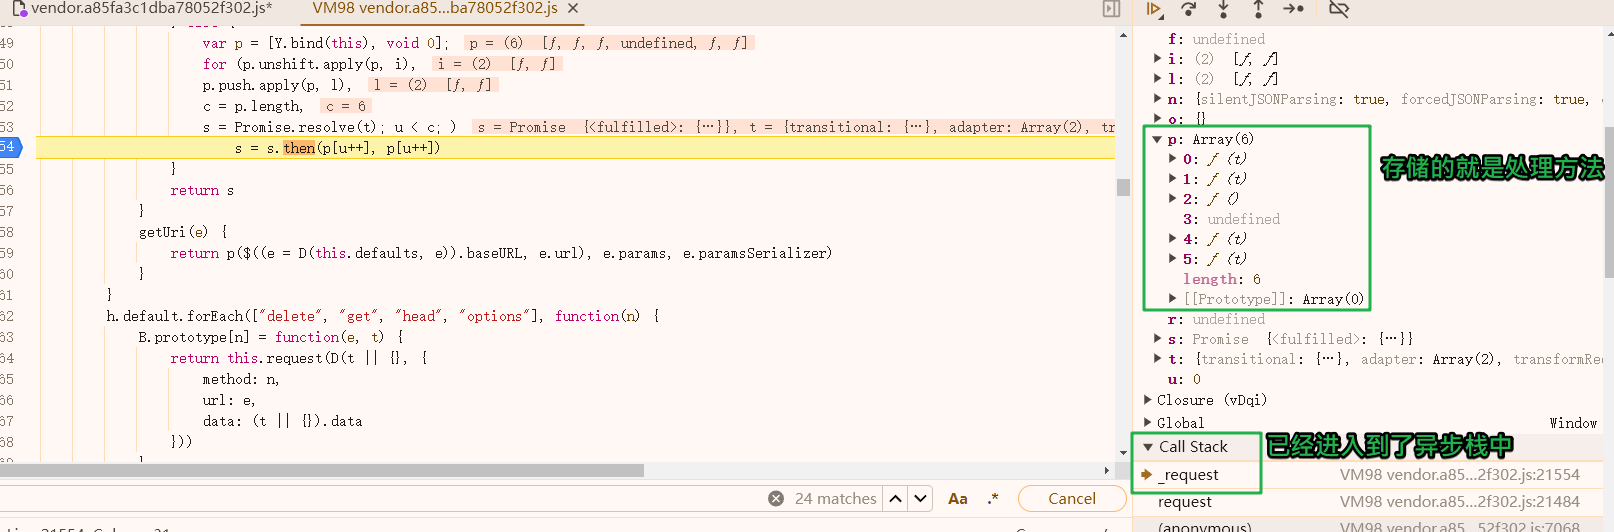 vendor.a85fa3c1dba78052f302.js*
VM98 vendor.a85...ba78052f302.js ×
49 var p = [Y.bind(this), void 0]; p = (6) [ƒ, ƒ, ƒ, undefined, ƒ, ƒ]
50 for (p.unshift.apply(p, i), i = (2) [ƒ, ƒ]
51 p.push.apply(p, l), l = (2) [ƒ, ƒ]
52 c = p.length, c = 6
53 s = Promise.resolve(t); u < c; ) s = Promise {<fulfilled>: {…}}, t = {transitional: {…}, adapter: Array(2), tr
54 s = s.then(p[u++], p[u++])
55 }
56 return s
57 }
58 getUri(e) {
59 return p($((e = D(this.defaults, e)).baseURL, e.url), e.params, e.paramsSerializer)
60 }
61 }
62 h.default.forEach(["delete", "get", "head", "options"], function(n) {
63 B.prototype[n] = function(e, t) {
64 return this.request(D(t || {}, {
65 method: n,
66 url: e,
67 data: (t || {}).data
68 }))
24 matches Aa .* Cancel
f: undefined
i: (2) [ƒ, ƒ]
l: (2) [ƒ, ƒ]
n: {silentJSONParsing: true, forcedJSONParsing: true,
o: {}
p: Array(6)
0: ƒ (t)
1: ƒ (t)
2: ƒ ()
3: undefined
4: ƒ (t)
5: ƒ (t)
length: 6
[[Prototype]]: Array(0)
存储的就是处理方法
r: undefined
s: Promise {<fulfilled>: {…}}
t: {transitional: {…}, adapter: Array(2), transformRe
u: 0
Closure (vDqi)
Global Window
Call Stack
已经进入到了异步栈中
_request VM98 vendor.a85...2f302.js:21554
request VM98 vendor.a85...2f302.js:21484
(anonymous) VM98 vendor.a85...52f302.js:7068